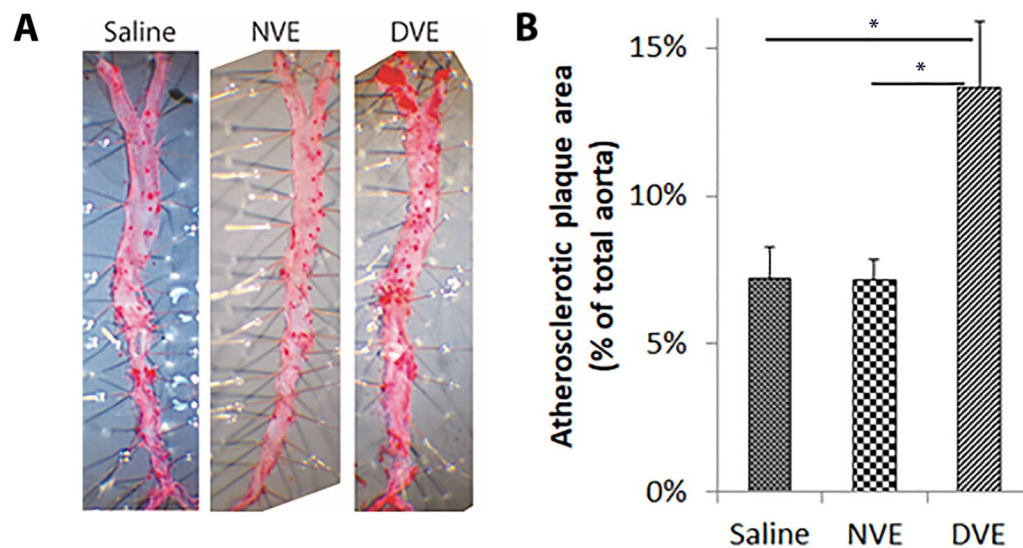 A
Saline
NVE
DVE
B
Atherosclerotic plaque area
(% of total aorta)
15%
10%
5%
0%
*
*
Saline
NVE
DVE